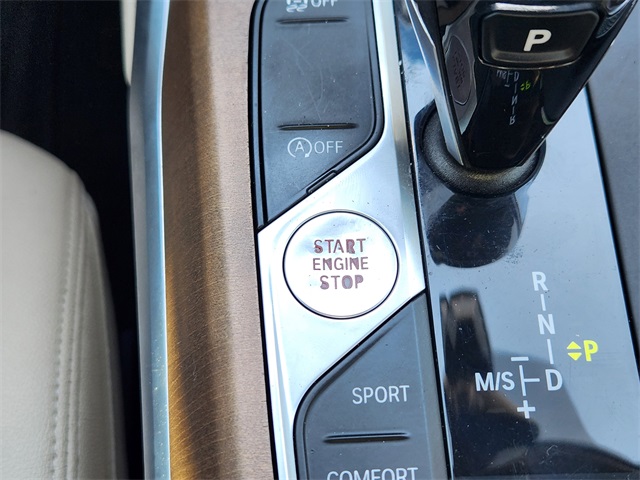 OFF
P
A OFF
START
ENGINE
STOP
R
N
P
M/S D
+
SPORT
COMFORT